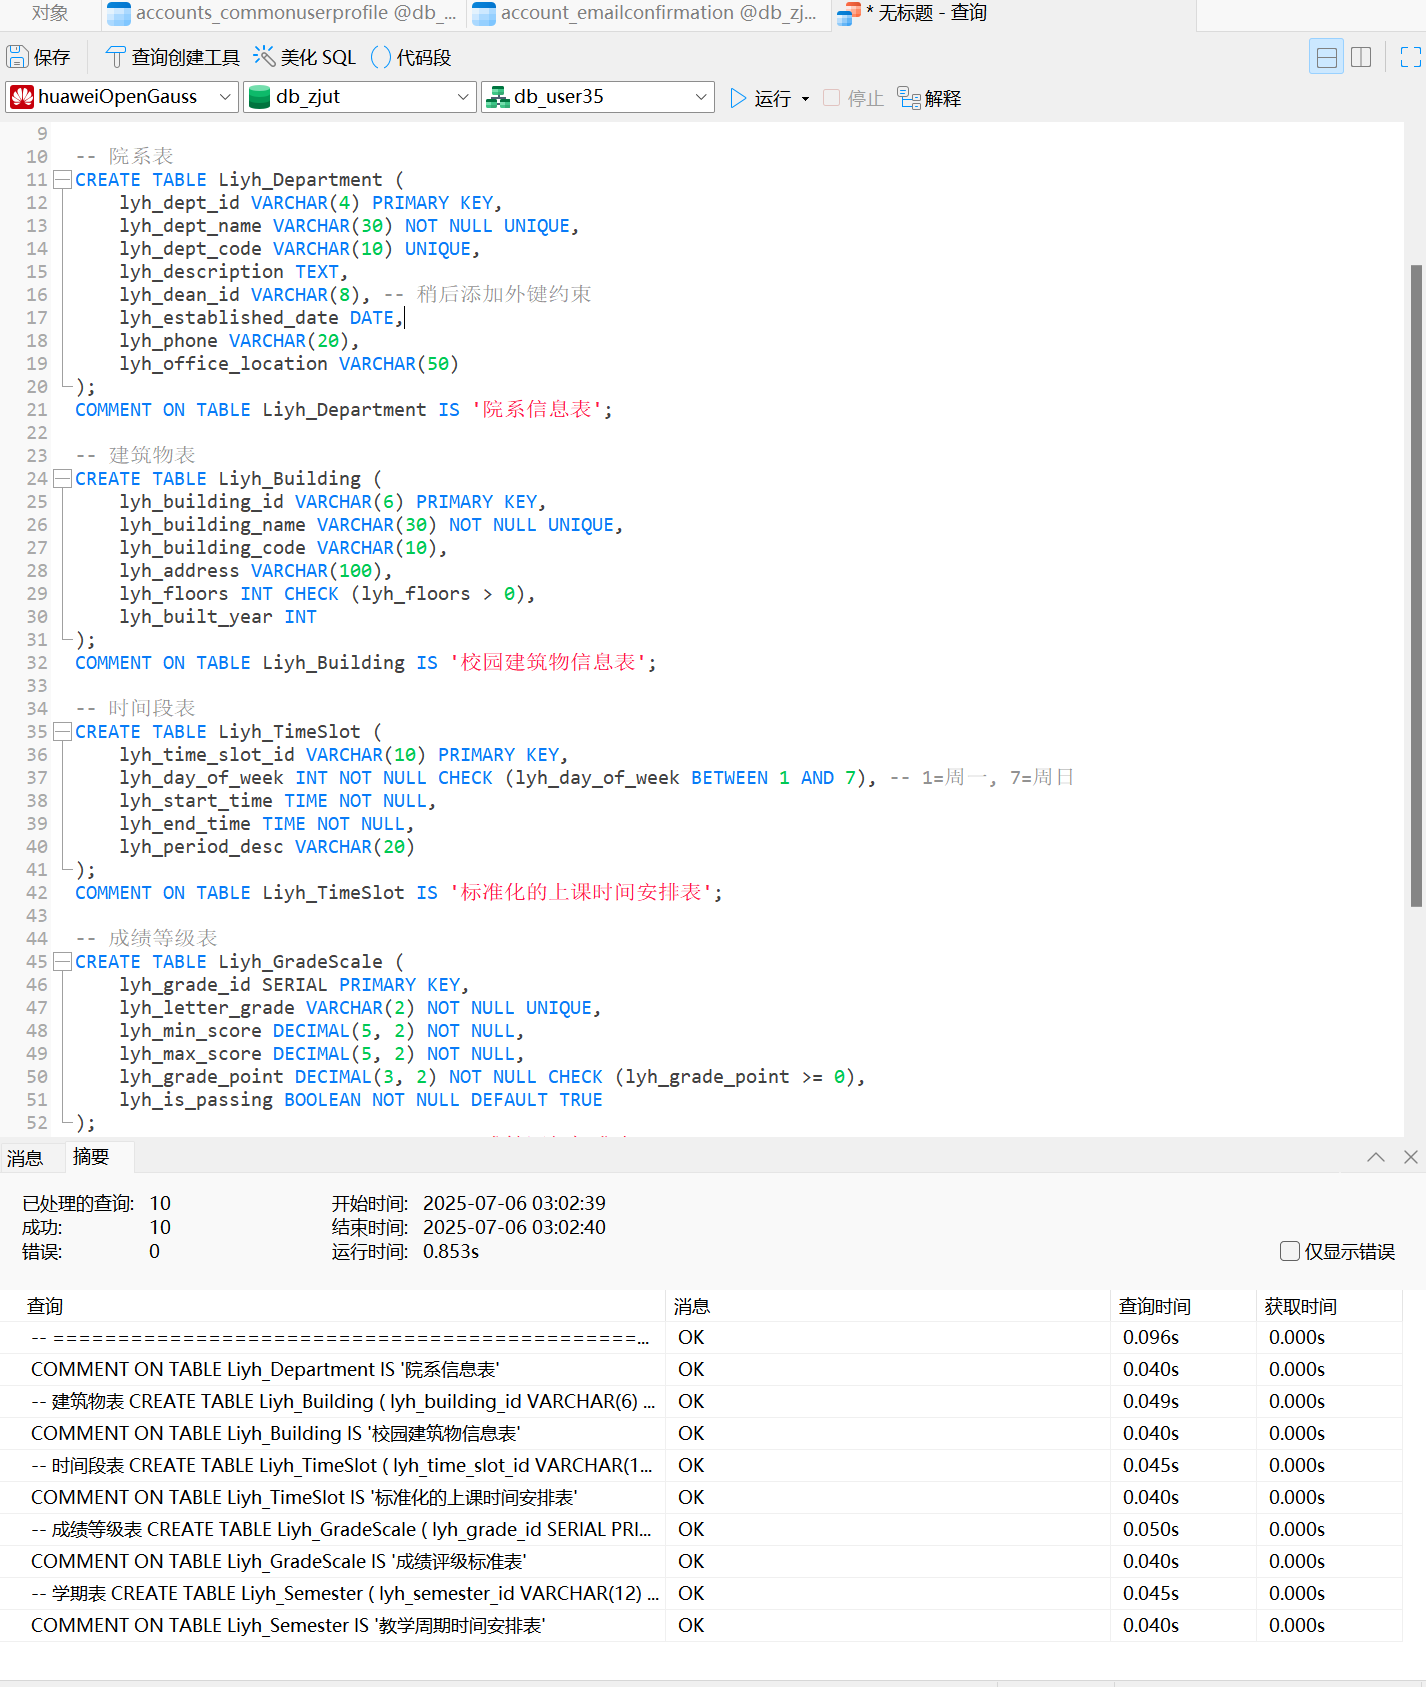 对象 accounts_commonuserprofile @db_... account_emailconfirmation @db_zj... * 无标题 - 查询
保存 查询创建工具 美化 SQL 代码段
huaweiOpenGauss db_zjut db_user35 运行 停止 解释
9
10 -- 院系表
11 CREATE TABLE Liyh_Department (
12 lyh_dept_id VARCHAR(4) PRIMARY KEY,
13 lyh_dept_name VARCHAR(30) NOT NULL UNIQUE,
14 lyh_dept_code VARCHAR(10) UNIQUE,
15 lyh_description TEXT,
16 lyh_dean_id VARCHAR(8), -- 稍后添加外键约束
17 lyh_established_date DATE,
18 lyh_phone VARCHAR(20),
19 lyh_office_location VARCHAR(50)
20 );
21 COMMENT ON TABLE Liyh_Department IS '院系信息表';
22
23 -- 建筑物表
24 CREATE TABLE Liyh_Building (
25 lyh_building_id VARCHAR(6) PRIMARY KEY,
26 lyh_building_name VARCHAR(30) NOT NULL UNIQUE,
27 lyh_building_code VARCHAR(10),
28 lyh_address VARCHAR(100),
29 lyh_floors INT CHECK (lyh_floors > 0),
30 lyh_built_year INT
31 );
32 COMMENT ON TABLE Liyh_Building IS '校园建筑物信息表';
33
34 -- 时间段表
35 CREATE TABLE Liyh_TimeSlot (
36 lyh_time_slot_id VARCHAR(10) PRIMARY KEY,
37 lyh_day_of_week INT NOT NULL CHECK (lyh_day_of_week BETWEEN 1 AND 7), -- 1=周一, 7=周日
38 lyh_start_time TIME NOT NULL,
39 lyh_end_time TIME NOT NULL,
40 lyh_period_desc VARCHAR(20)
41 );
42 COMMENT ON TABLE Liyh_TimeSlot IS '标准化的上课时间安排表';
43
44 -- 成绩等级表
45 CREATE TABLE Liyh_GradeScale (
46 lyh_grade_id SERIAL PRIMARY KEY,
47 lyh_letter_grade VARCHAR(2) NOT NULL UNIQUE,
48 lyh_min_score DECIMAL(5, 2) NOT NULL,
49 lyh_max_score DECIMAL(5, 2) NOT NULL,
50 lyh_grade_point DECIMAL(3, 2) NOT NULL CHECK (lyh_grade_point >= 0),
51 lyh_is_passing BOOLEAN NOT NULL DEFAULT TRUE
52 );
消息 摘要
已处理的查询: 10 开始时间: 2025-07-06 03:02:39
成功: 10 结束时间: 2025-07-06 03:02:40
错误: 0 运行时间: 0.853s 仅显示错误
查询 消息 查询时间 获取时间
-- =============================================... OK 0.096s 0.000s
COMMENT ON TABLE Liyh_Department IS '院系信息表' OK 0.040s 0.000s
-- 建筑物表 CREATE TABLE Liyh_Building ( lyh_building_id VARCHAR(6) ... OK 0.049s 0.000s
COMMENT ON TABLE Liyh_Building IS '校园建筑物信息表' OK 0.040s 0.000s
-- 时间段表 CREATE TABLE Liyh_TimeSlot ( lyh_time_slot_id VARCHAR(1... OK 0.045s 0.000s
COMMENT ON TABLE Liyh_TimeSlot IS '标准化的上课时间安排表' OK 0.040s 0.000s
-- 成绩等级表 CREATE TABLE Liyh_GradeScale ( lyh_grade_id SERIAL PRI... OK 0.050s 0.000s
COMMENT ON TABLE Liyh_GradeScale IS '成绩评级标准表' OK 0.040s 0.000s
-- 学期表 CREATE TABLE Liyh_Semester ( lyh_semester_id VARCHAR(12) ... OK 0.045s 0.000s
COMMENT ON TABLE Liyh_Semester IS '教学周期时间安排表' OK 0.040s 0.000s